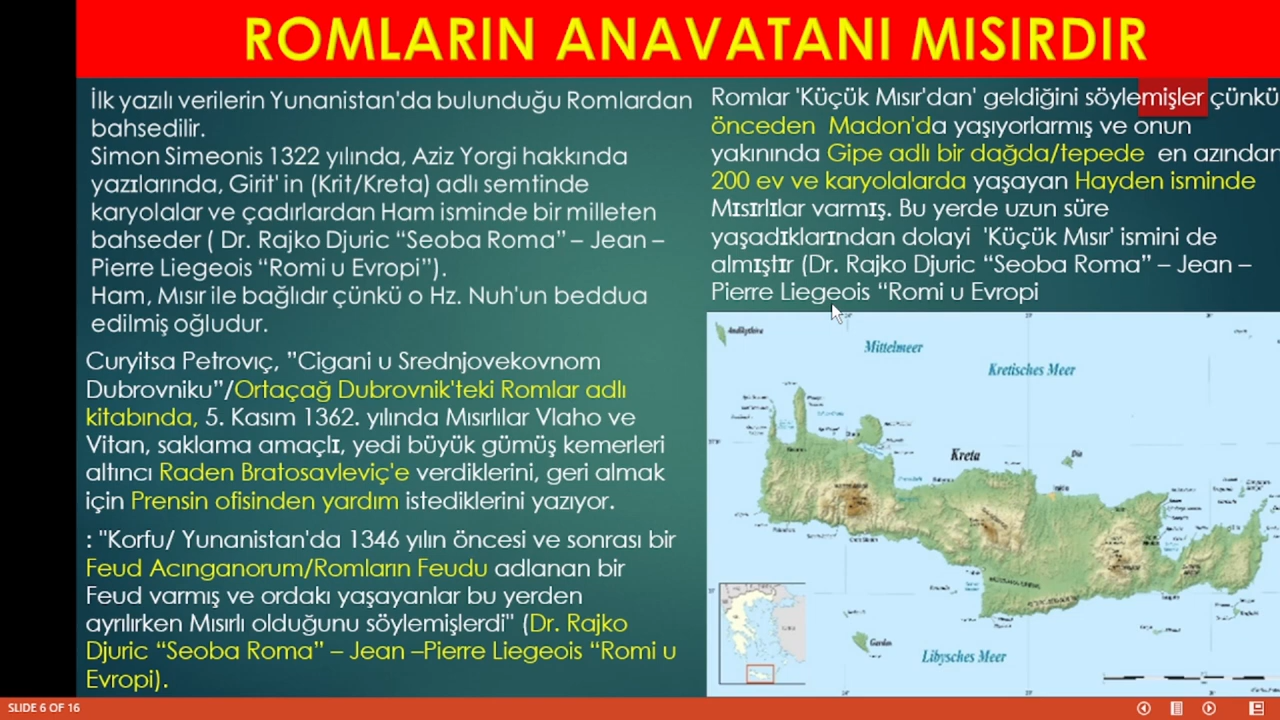 ROMLARIN ANAVATANI MISIRDIR
İlk yazılı verilerin Yunanistan'da bulunduğu Romlardan
bahsedilir.
Simon Simeonis 1322 yılında, Aziz Yorgi hakkında
yazılarında, Girit' in (Krit/Kreta) adlı semtinde
karyolalar ve çadırlardan Ham isminde bir milleten
bahseder ( Dr. Rajko Djuric “Seoba Roma” – Jean –
Pierre Liegeois “Romi u Evropi”).
Ham, Mısır ile bağlıdır çünkü o Hz. Nuh'un beddua
edilmiş oğludur.
Curyitsa Petrovıç, ”Cigani u Srednjovekovnom
Dubrovniku”/Ortaçağ Dubrovnik'teki Romlar adlı
kitabında, 5. Kasım 1362. yılında Mısırlılar Vlaho ve
Vitan, saklama amaçlı, yedi büyük gümüş kemerleri
altıncı Raden Bratosavleviç'e verdiklerini, geri almak
için Prensin ofisinden yardım istediklerini yazıyor.
: "Korfu/ Yunanistan'da 1346 yılın öncesi ve sonrası bir
Feud Acınganorum/Romların Feudu adlanan bir
Feud varmış ve ordakı yaşayanlar bu yerden
ayrılırken Mısırlı olduğunu söylemişlerdi" (Dr. Rajko
Djuric “Seoba Roma” – Jean –Pierre Liegeois “Romi u
Evropi).
Romlar 'Küçük Mısır'dan' geldiğini söylemişler çünkü
önceden Madon'da yaşıyorlarmış ve onun
yakınında Gipe adlı bir dağda/tepede en azından
200 ev ve karyolalarda yaşayan Hayden isminde
Mısırlılar varmış. Bu yerde uzun süre
yaşadıklarından dolayi 'Küçük Mısır' ismini de
almıştır (Dr. Rajko Djuric “Seoba Roma” – Jean –
Pierre Liegeois “Romi u Evropi
Andikythira
Mittelmeer
Kretisches Meer
Kreta
Dia
Gavdos
Libysches Meer
SLIDE 6 OF 16